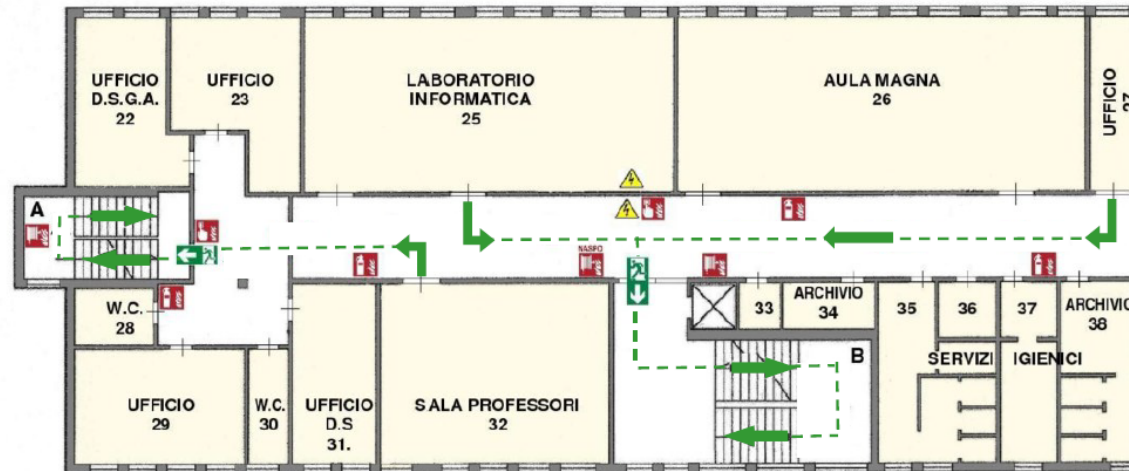 UFFICIO
D.S.G.A.
22
UFFICIO
23
LABORATORIO
INFORMATICA
25
AULA MAGNA
26
UFFICIO
27
A
NASPO
W.C.
28
33
ARCHIVIO
34
35
36
37
ARCHIVIO
38
B
SERVIZI IGIENICI
UFFICIO
29
W.C.
30
UFFICIO
D.S
31.
SALA PROFESSORI
32